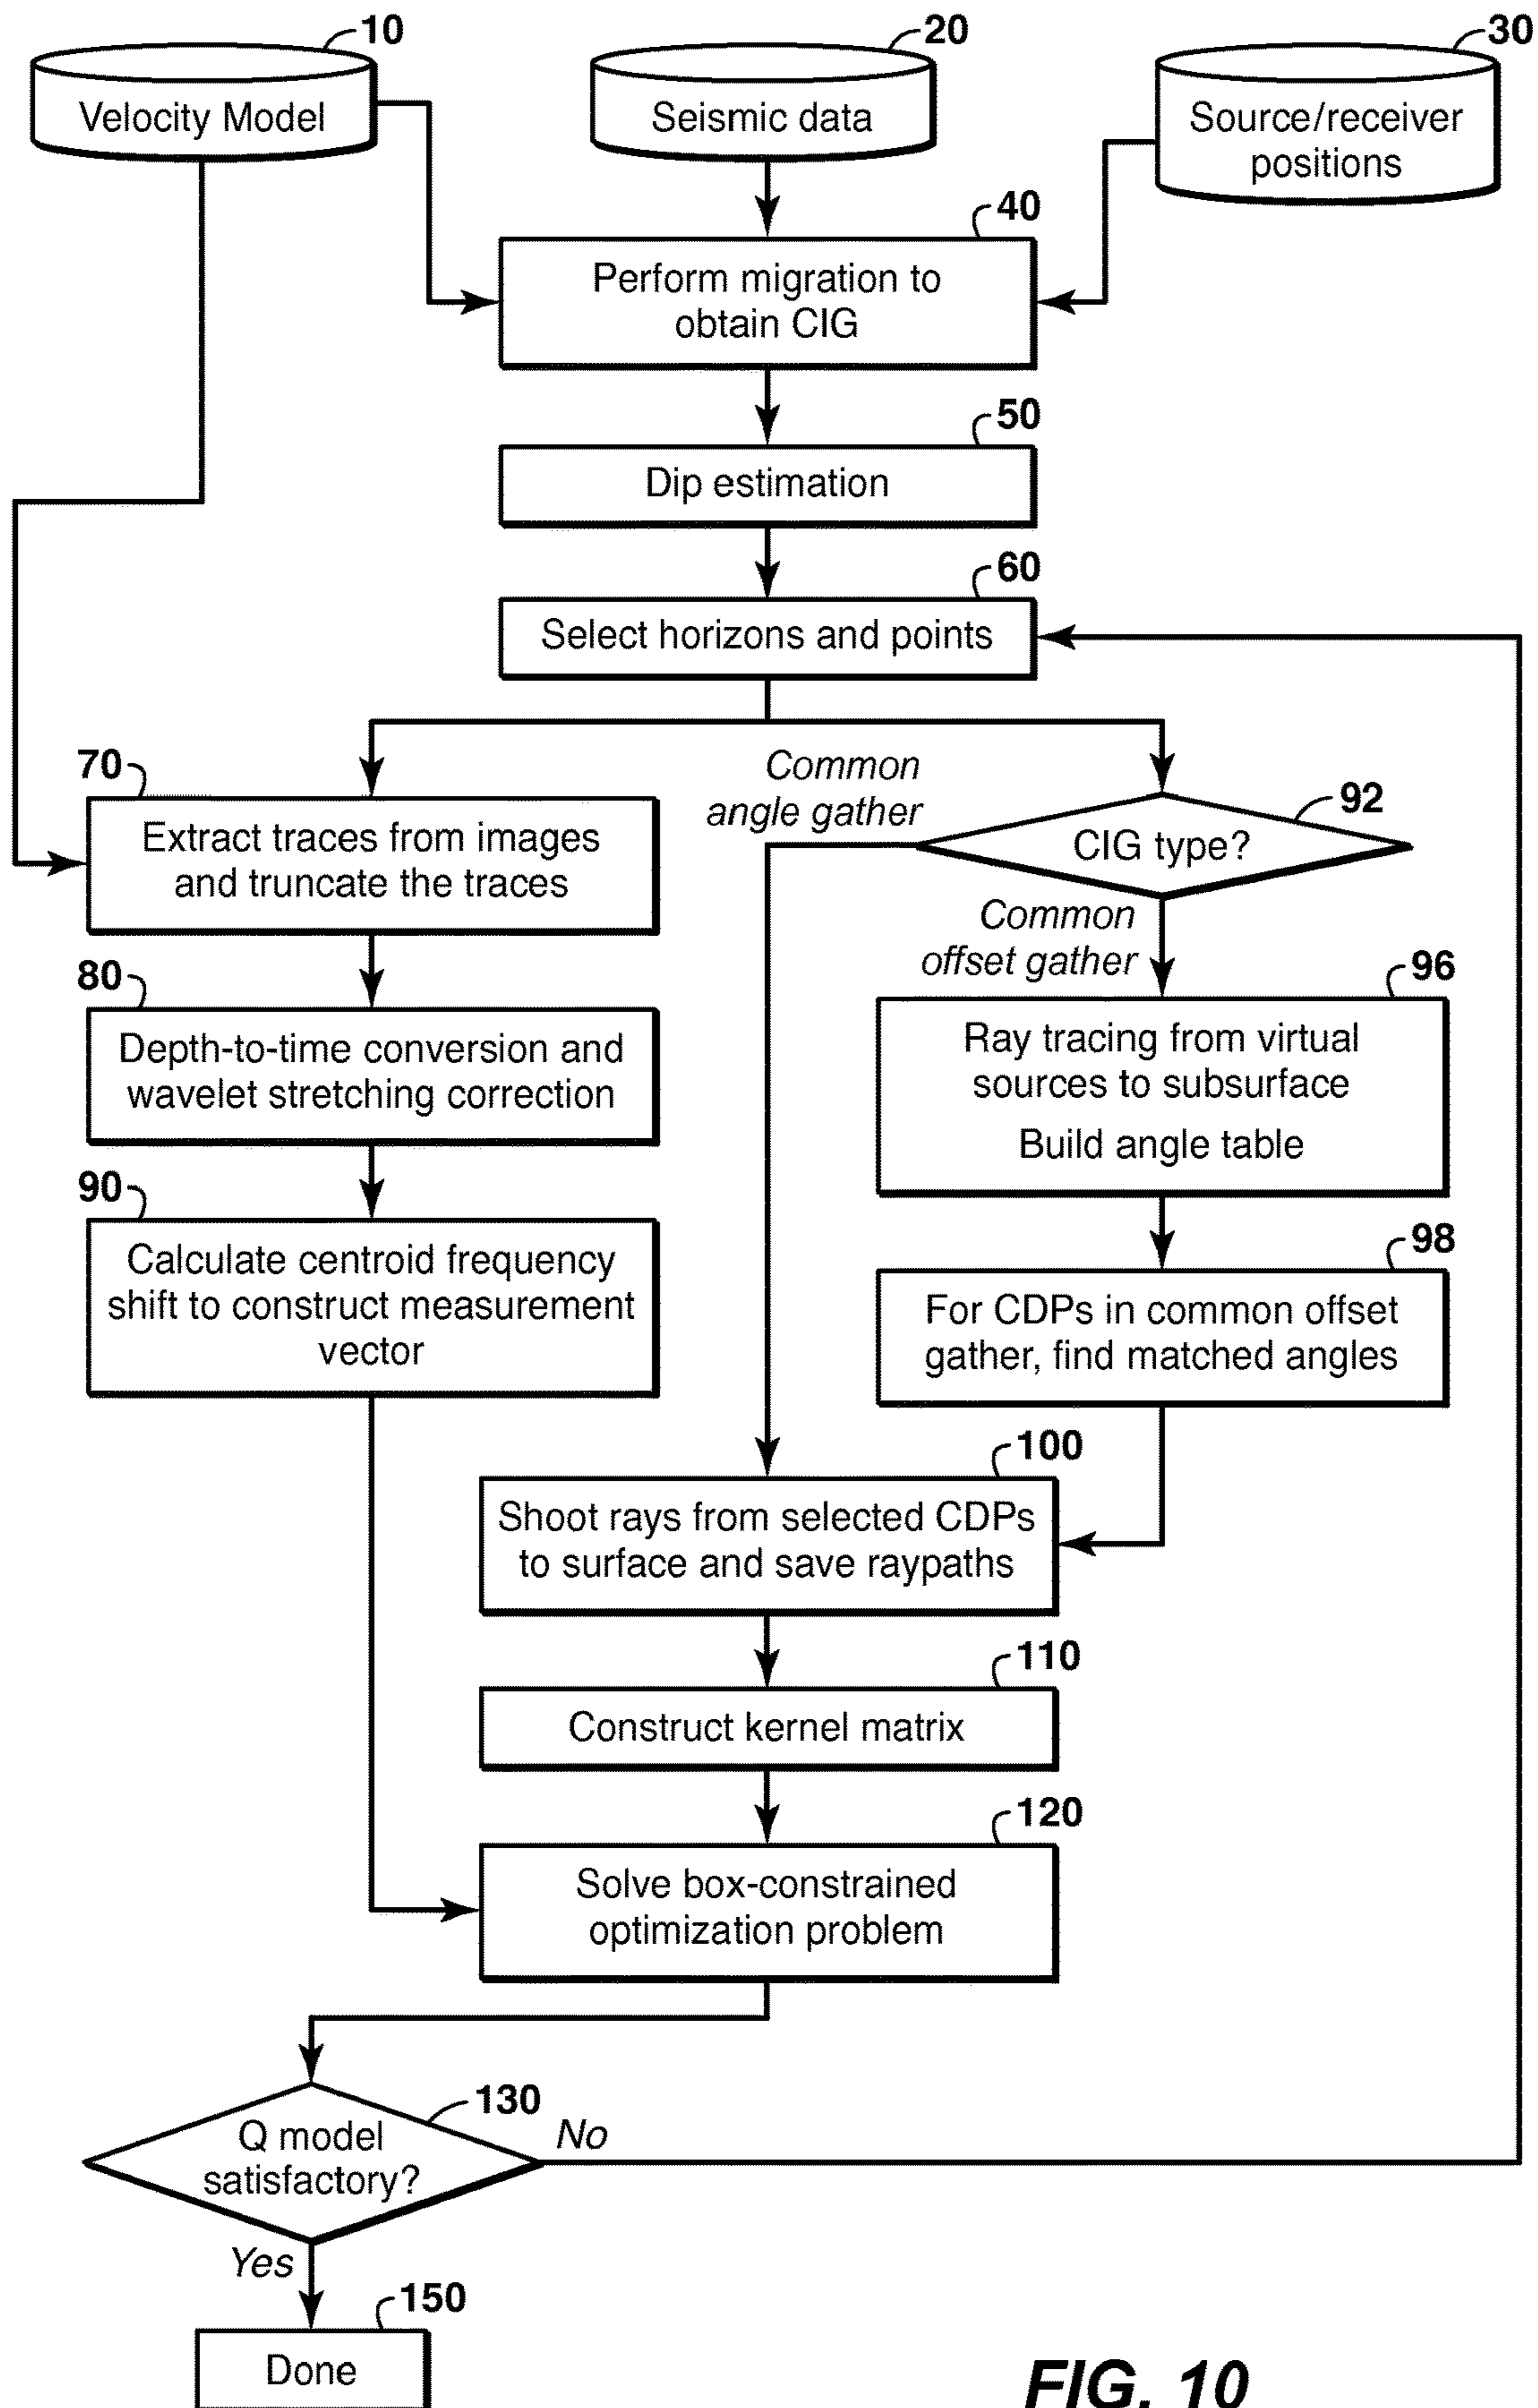 10
Velocity Model
20
Seismic data
30
Source/receiver
positions
40
Perform migration to
obtain CIG
50
Dip estimation
60
Select horizons and points
70
Extract traces from images
and truncate the traces
Common
angle gather
92
CIG type?
Common
offset gather
80
Depth-to-time conversion and
wavelet stretching correction
96
Ray tracing from virtual
sources to subsurface
Build angle table
90
Calculate centroid frequency
shift to construct measurement
vector
98
For CDPs in common offset
gather, find matched angles
100
Shoot rays from selected CDPs
to surface and save raypaths
110
Construct kernel matrix
120
Solve box-constrained
optimization problem
130
Q model
satisfactory?
No
Yes
150
Done
FIG. 10